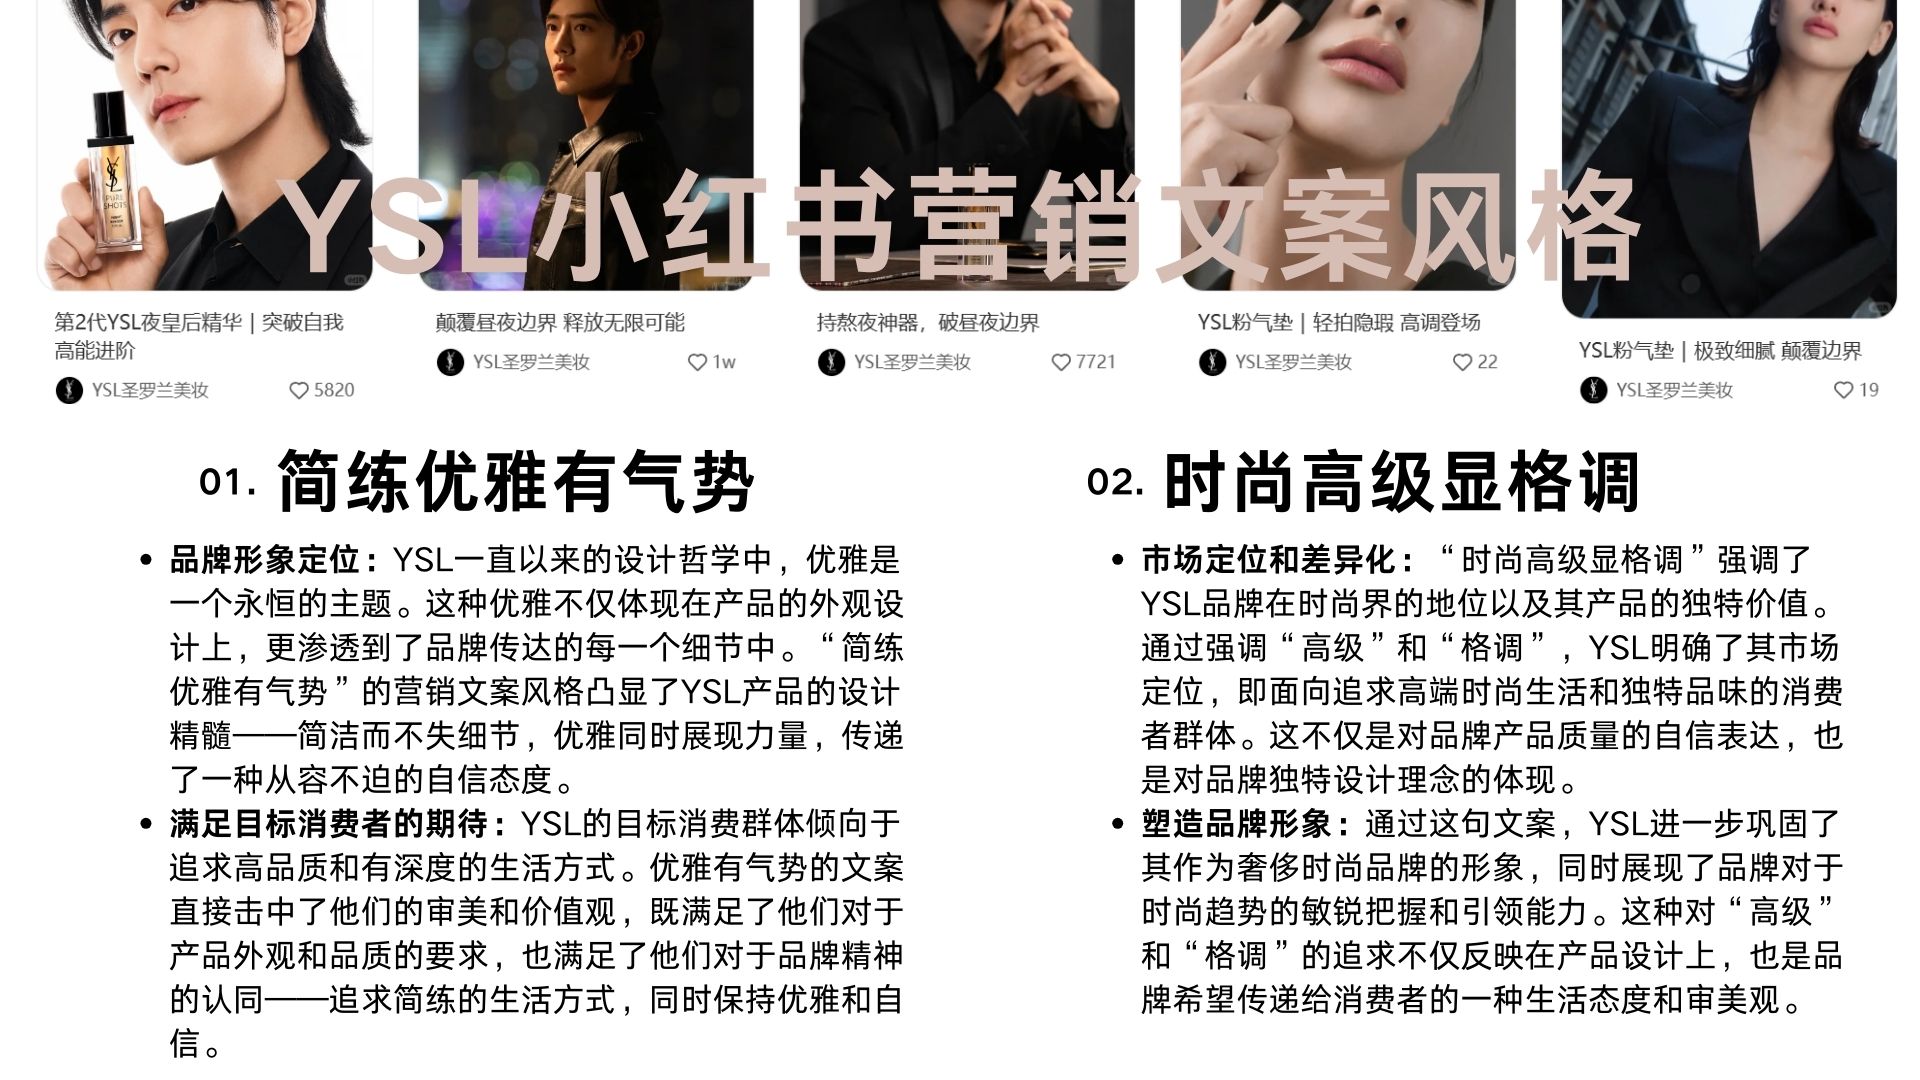 PURE
SHOTS
YSL小红书营销文案风格
第2代YSL夜皇后精华｜突破自我
高能进阶
YSL圣罗兰美妆
5820
颠覆昼夜边界 释放无限可能
YSL圣罗兰美妆
1w
持熬夜神器，破昼夜边界
YSL圣罗兰美妆
7721
YSL粉气垫｜轻拍隐瑕 高调登场
YSL圣罗兰美妆
22
YSL粉气垫｜极致细腻 颠覆边界
YSL圣罗兰美妆
19
01. 简练优雅有气势
• 品牌形象定位：YSL一直以来的设计哲学中，优雅是
一个永恒的主题。这种优雅不仅体现在产品的外观设
计上，更渗透到了品牌传达的每一个细节中。“简练
优雅有气势”的营销文案风格凸显了YSL产品的设计
精髓——简洁而不失细节，优雅同时展现力量，传递
了一种从容不迫的自信态度。
• 满足目标消费者的期待：YSL的目标消费群体倾向于
追求高品质和有深度的生活方式。优雅有气势的文案
直接击中了他们的审美和价值观，既满足了他们对于
产品外观和品质的要求，也满足了他们对于品牌精神
的认同——追求简练的生活方式，同时保持优雅和自
信。
02. 时尚高级显格调
• 市场定位和差异化：“时尚高级显格调”强调了
YSL品牌在时尚界的地位以及其产品的独特价值。
通过强调“高级”和“格调”，YSL明确了其市场
定位，即面向追求高端时尚生活和独特品味的消费
者群体。这不仅是对品牌产品质量的自信表达，也
是对品牌独特设计理念的体现。
• 塑造品牌形象：通过这句文案，YSL进一步巩固了
其作为奢侈时尚品牌的形象，同时展现了品牌对于
时尚趋势的敏锐把握和引领能力。这种对“高级”
和“格调”的追求不仅反映在产品设计上，也是品
牌希望传递给消费者的一种生活态度和审美观。